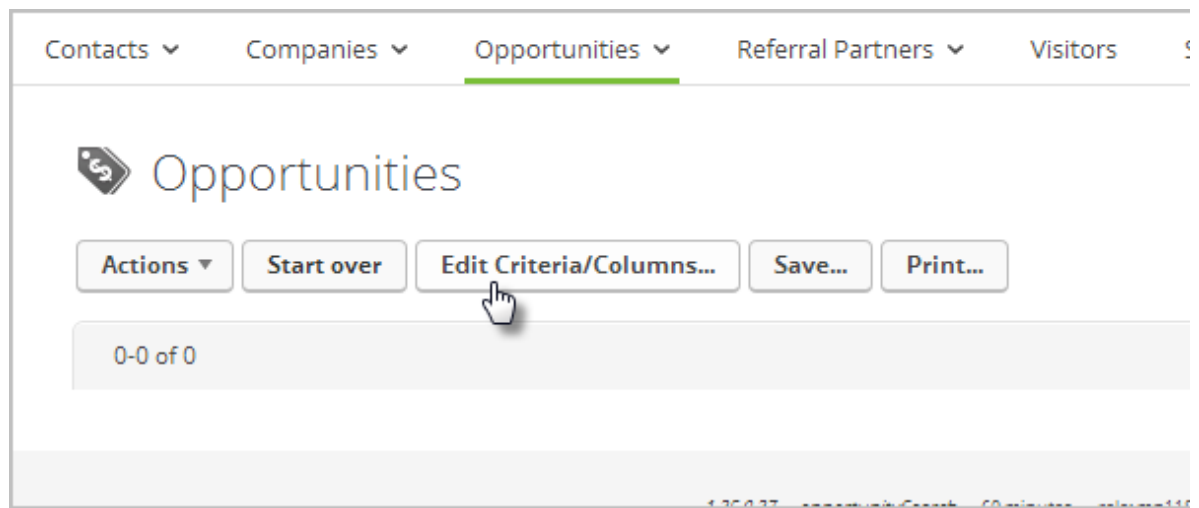 Contacts Companies Opportunities Referral Partners Visitors
Opportunities
Actions Start over Edit Criteria/Columns... Save... Print...
0-0 of 0